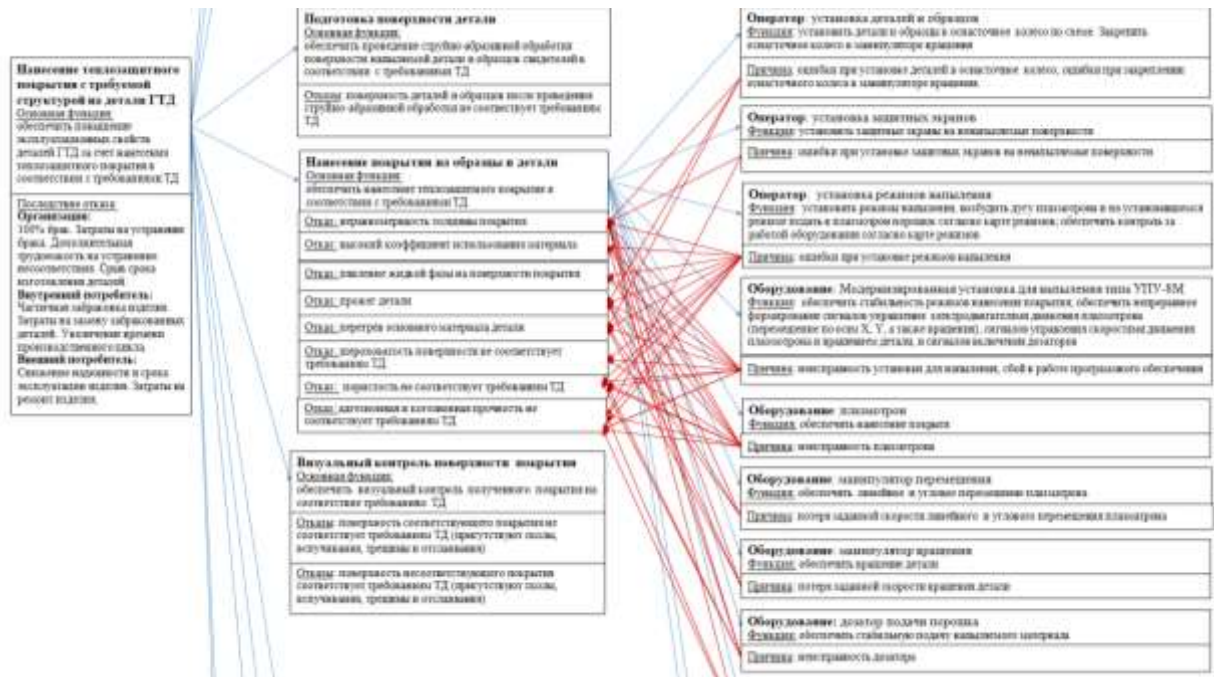 Нанесение теплозащитного
покрытия с требуемой
структурой на детали ГТД
Основная функция:
обеспечить повышение
эксплуатационных свойств
деталей ГТД за счет нанесения
теплозащитного покрытия в
соответствии с требованиями ТД
Последствие отказа:
Организация:
100% брак. Затраты на устранение
брака. Дополнительная
трудоемкость на устранение
несоответствия. Срыв срока
изготовления деталей
Внутренний потребитель:
Частичная забраковка изделия.
Затраты на замену забракованных
деталей. Увеличение времени
производственного цикла
Внешний потребитель:
Снижение надежности и срока
эксплуатации изделия. Затраты на
ремонт изделия.
Подготовка поверхности детали
Основная функция:
обеспечить проведение струйно-абразивной обработки
поверхности напыляемой детали и образцов свидетелей в
соответствии с требованиями ТД
Отказы: поверхность деталей и образцов после проведения
струйно-абразивной обработки не соответствует требованиям
ТД
Нанесение покрытия на образцы и детали
Основная функция:
обеспечить нанесение теплозащитного покрытия в
соответствии с требованиями ТД
Отказ: неравномерность толщины покрытия
Отказ: высокий коэффициент использования материала
Отказ: появление жидкой фазы на поверхности покрытия
Отказ: прожог детали
Отказ: перегрев основного материала детали
Отказ: шероховатость поверхности не соответствует
требованиям ТД
Отказ: пористость не соответствует требованиям ТД
Отказ: адгезионная и когезионная прочность не
соответствует требованиям ТД
Визуальный контроль поверхности покрытия
Основная функция:
обеспечить визуальный контроль полученного покрытия на
соответствие требованию ТД
Отказы: поверхность соответствующего покрытия не
соответствует требованиям ТД (присутствуют сколы,
вспучивания, трещины и отслаивания)
Отказы: поверхность несоответствующего покрытия
соответствует требованиям ТД (присутствуют сколы,
вспучивания, трещины и отслаивания)
Оператор: установка деталей и образцов
Функция: установить детали и образцы в оснасточное колесо по схеме. Закрепить
оснасточное колесо в манипуляторе вращения
Причина: ошибки при установке деталей в оснасточное колесо, ошибки при закреплении
оснасточного колеса в манипуляторе вращения.
Оператор: установка защитных экранов
Функция: установить защитные экраны на ненапыляемые поверхности
Причина: ошибки при установке защитных экранов на ненапыляемые поверхности
Оператор: установка режимов напыления
Функция: установить режимы напыления, возбудить дугу плазмотрона и на установившемся
режиме подать в плазмотрон порошок согласно карте режимов; обеспечить контроль за
работой оборудования согласно карте режимов
Причина: ошибки при установке режимов напыления
Оборудование: Модернизированная установка для напыления типа УПУ-8М
Функция: обеспечить стабильность режимов нанесения покрытия; обеспечить непрерывное
формирование сигналов управления электродвигателями движения плазмотрона
(перемещение по осям X, Y, а также вращения), сигналов управления скоростями движения
плазмотрона и вращением детали, и сигналов включения дозаторов
Причина: неисправность установки для напыления, сбой в работе программного обеспечения
Оборудование: плазмотрон
Функция: обеспечить нанесение покрытия
Причина: неисправность плазмотрона
Оборудование: манипулятор перемещения
Функция: обеспечить линейное и угловое перемещение плазмотрона
Причина: потеря заданной скорости линейного и углового перемещения плазмотрона
Оборудование: манипулятор вращения
Функция: обеспечить вращение детали
Причина: потеря заданной скорости вращения детали
Оборудование: дозатор подачи порошка
Функция: обеспечить стабильную подачу напыляемого материала
Причина: неисправность дозатора